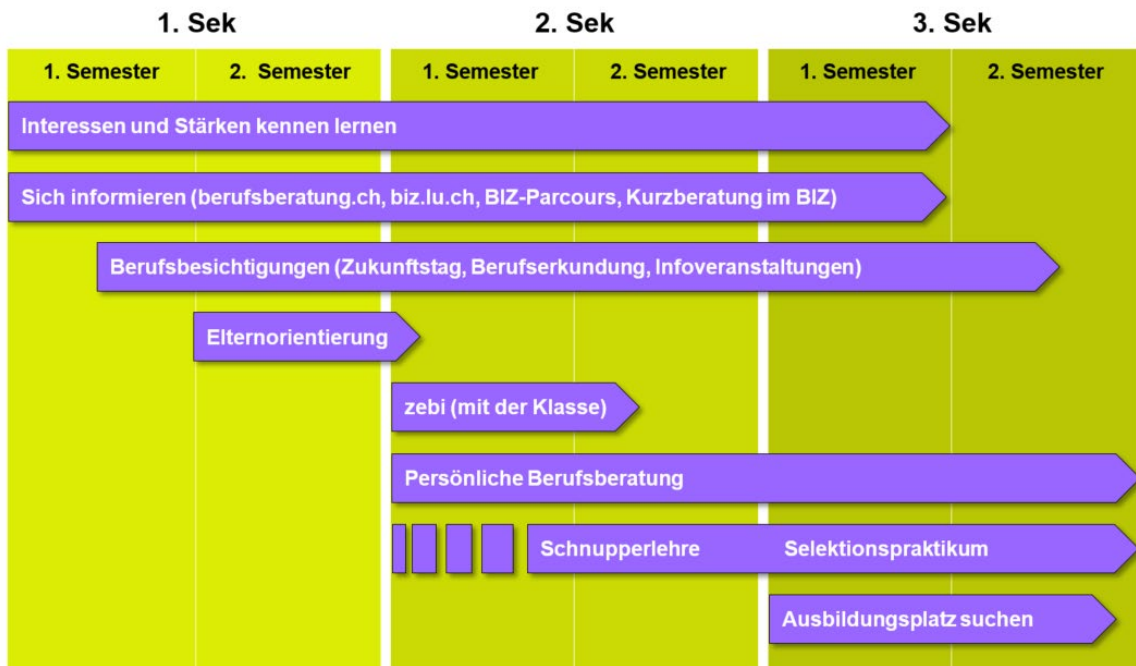 1. Sek 2. Sek 3. Sek
1. Semester 2. Semester 1. Semester 2. Semester 1. Semester 2. Semester
Interessen und Stärken kennen lernen
Sich informieren (berufsberatung.ch, biz.lu.ch, BIZ-Parcours, Kurzberatung im BIZ)
Berufsbesichtigungen (Zukunftstag, Berufserkundung, Infoveranstaltungen)
Elternorientierung
zebi (mit der Klasse)
Persönliche Berufsberatung
Schnupperlehre Selektionspraktikum
Ausbildungsplatz suchen